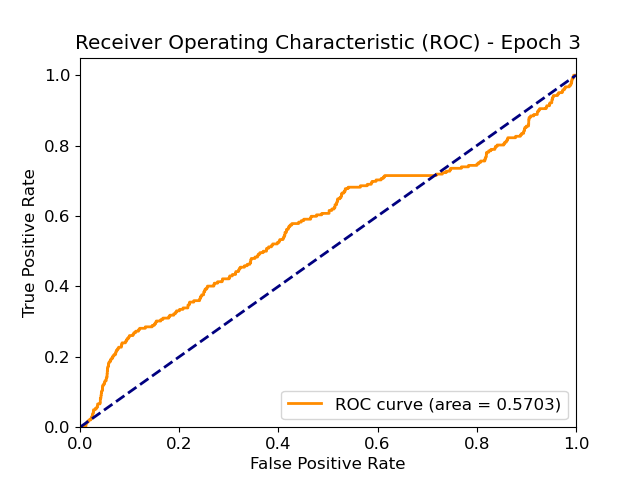 Receiver Operating Characteristic (ROC) - Epoch 3
True Positive Rate
1.0
0.8
0.6
0.4
0.2
0.0
ROC curve (area = 0.5703)
0.0 0.2 0.4 0.6 0.8 1.0
False Positive Rate